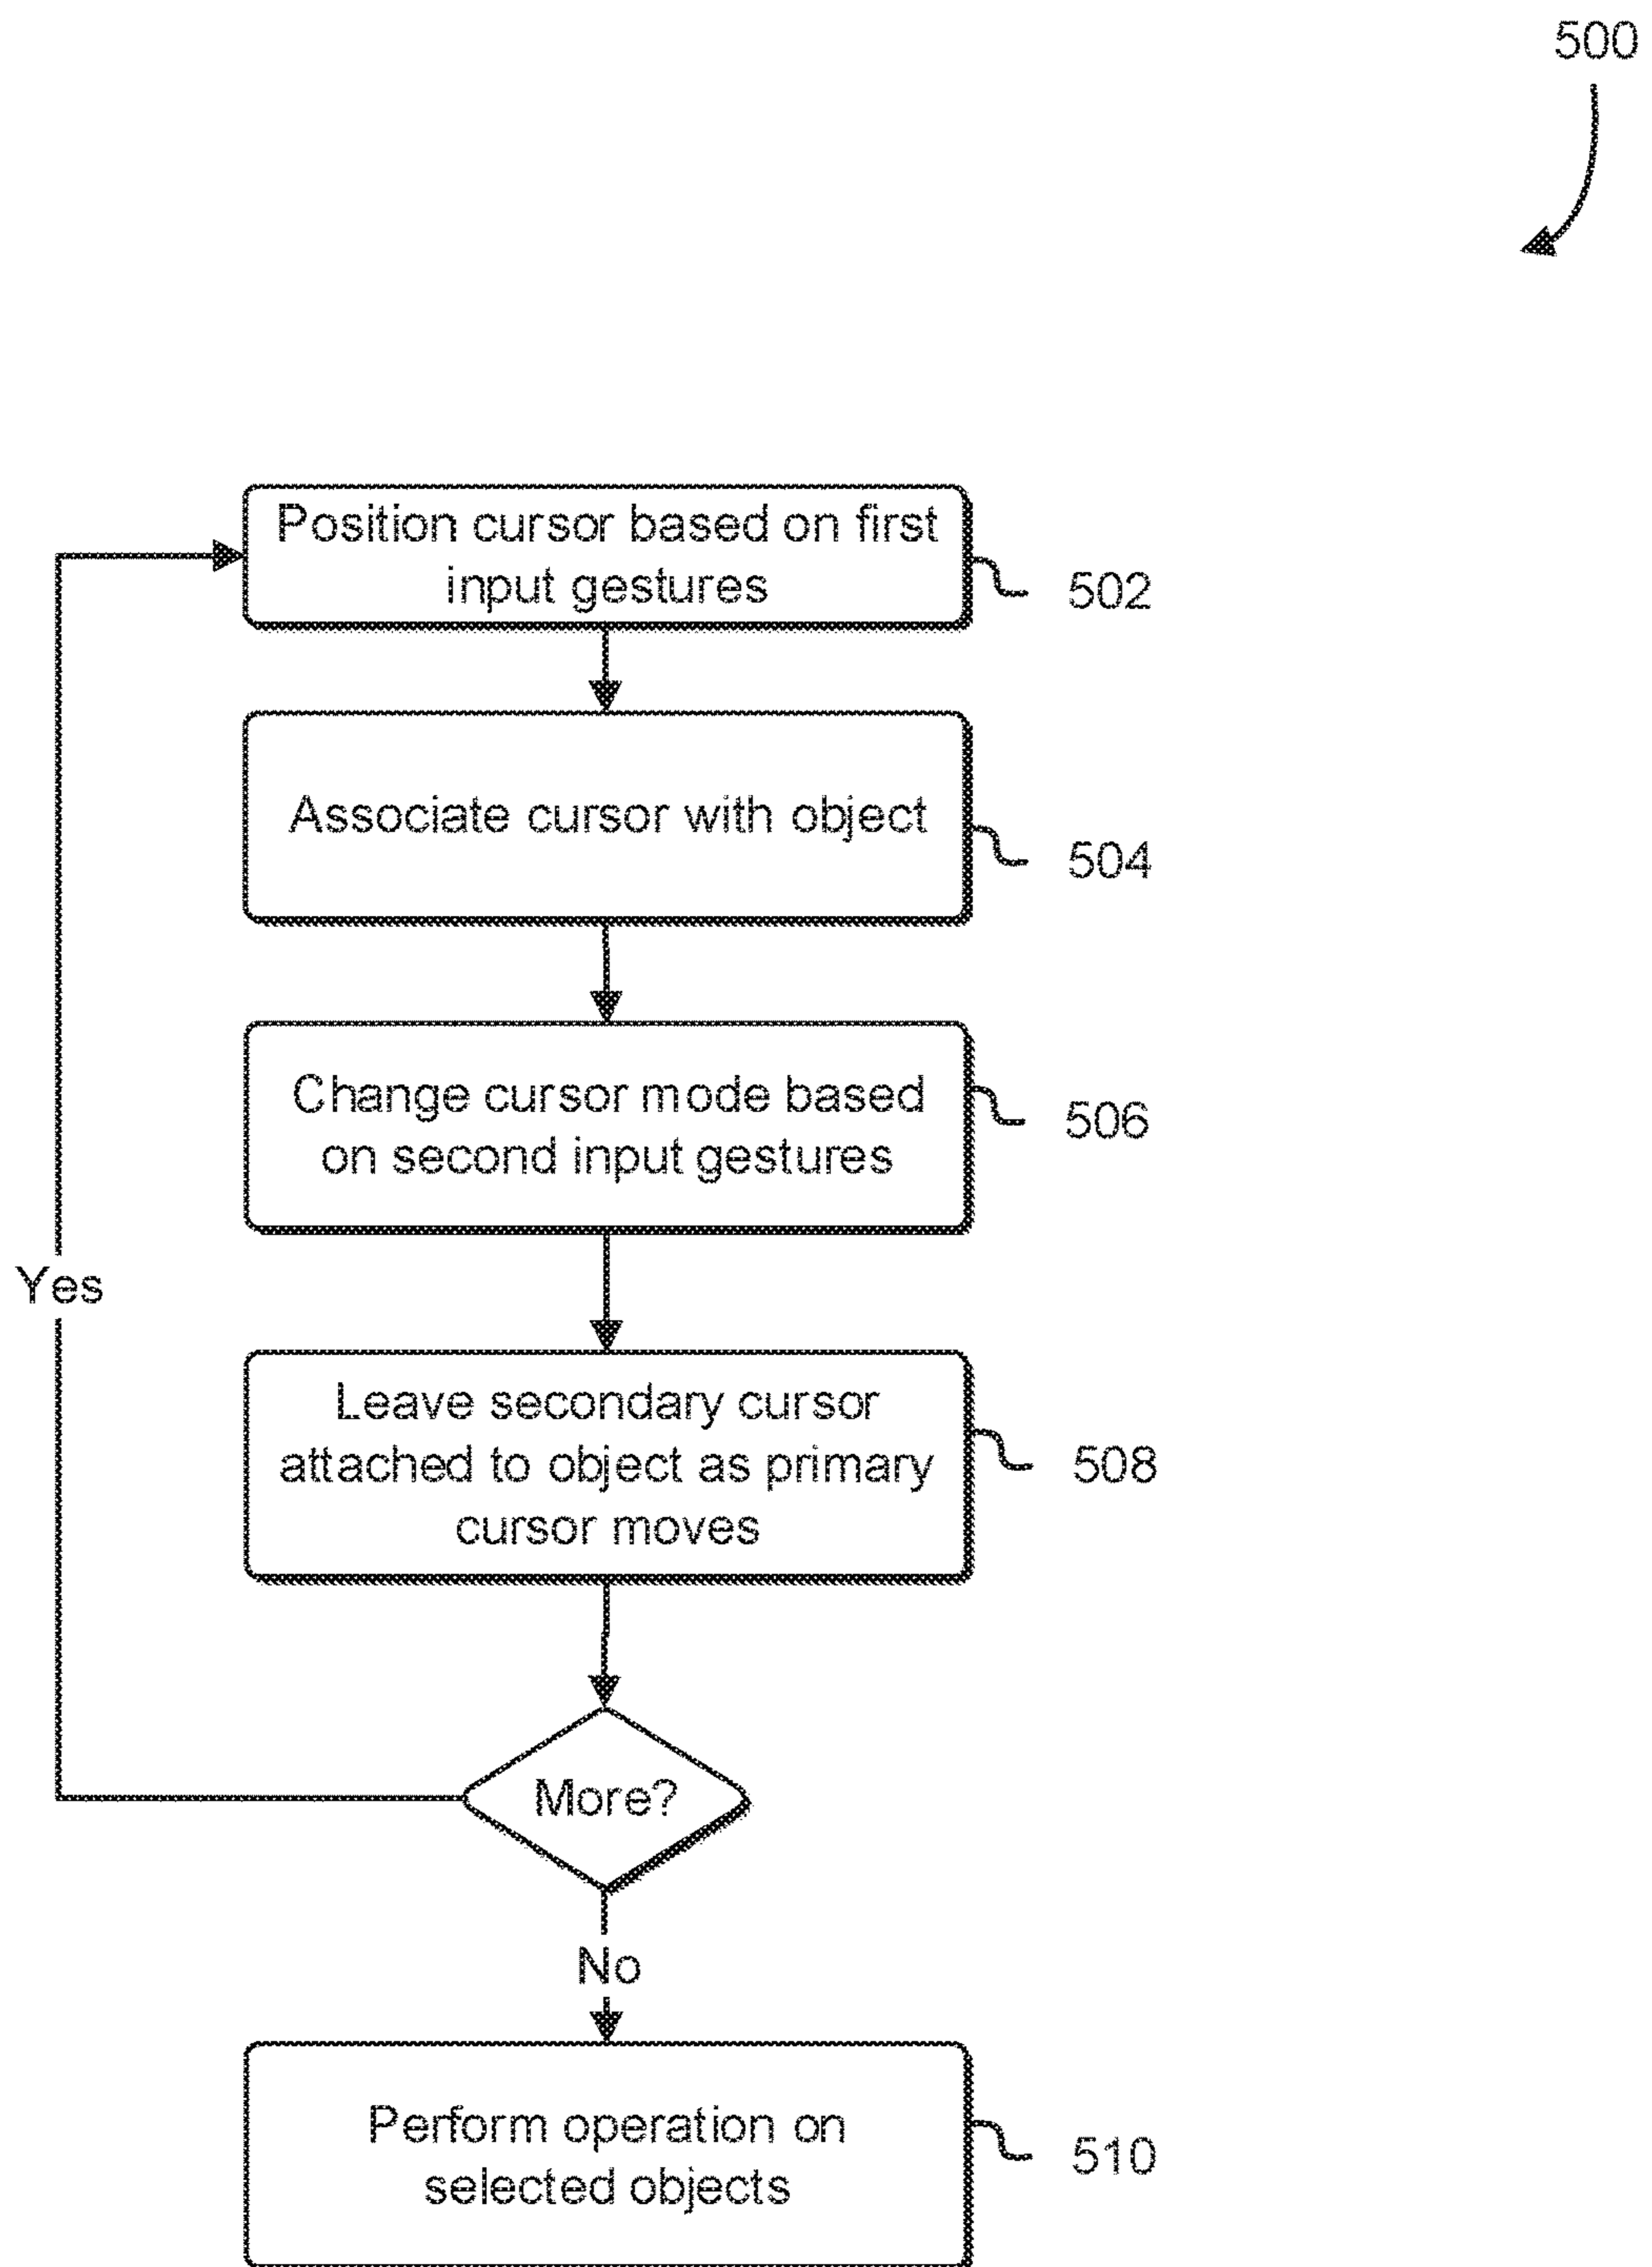 500
Position cursor based on first
input gestures
502
Associate cursor with object
504
Change cursor mode based
on second input gestures
506
Yes
Leave secondary cursor
attached to object as primary
cursor moves
508
More?
No
Perform operation on
selected objects
510